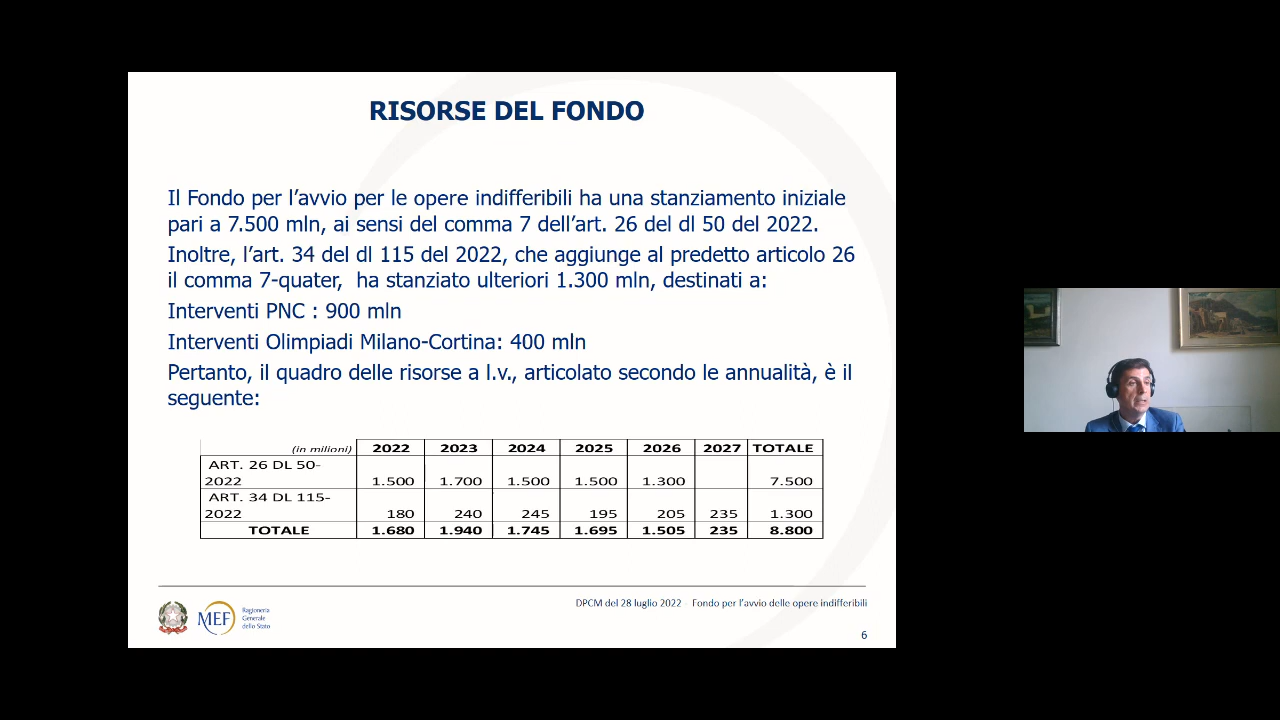 RISORSE DEL FONDO
Il Fondo per l’avvio per le opere indifferibili ha una stanziamento iniziale
pari a 7.500 mln, ai sensi del comma 7 dell’art. 26 del dl 50 del 2022.
Inoltre, l’art. 34 del dl 115 del 2022, che aggiunge al predetto articolo 26
il comma 7-quater, ha stanziato ulteriori 1.300 mln, destinati a:
Interventi PNC : 900 mln
Interventi Olimpiadi Milano-Cortina: 400 mln
Pertanto, il quadro delle risorse a l.v., articolato secondo le annualità, è il
seguente:
(in milioni) 2022 2023 2024 2025 2026 2027 TOTALE
ART. 26 DL 50-
2022 1.500 1.700 1.500 1.500 1.300 7.500
ART. 34 DL 115-
2022 180 240 245 195 205 235 1.300
TOTALE 1.680 1.940 1.745 1.695 1.505 235 8.800
DPCM del 28 luglio 2022 - Fondo per l’avvio delle opere indifferibili
MEF
Ragioneria
Generale
dello Stato
6